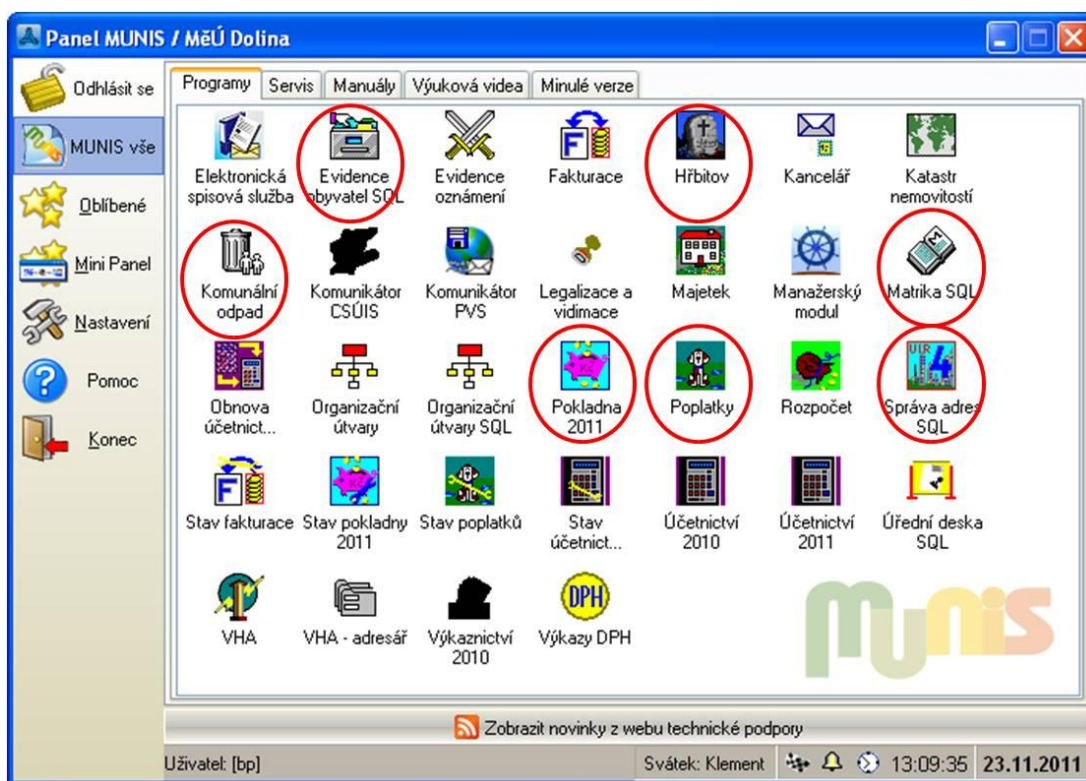 Panel MUNIS / MěÚ Dolina
Odhlásit se
MUNIS vše
Oblíbené
Mini Panel
Nastavení
Pomoc
Konec
Programy Servis Manuály Výuková videa Minulé verze
Elektronická spisová služba
Evidence obyvatel SQL
Evidence oznámení
Fakturace
Hřbitov
Kancelář
Katastr nemovitostí
Komunální odpad
Komunikátor CSÚIS
Komunikátor PVS
Legalizace a vidimace
Majetek
Manažerský modul
Matrika SQL
Obnova účetnict...
Organizační útvary
Organizační útvary SQL
Pokladna 2011
Poplatky
Rozpočet
Správa adres SQL
Stav fakturace
Stav pokladny 2011
Stav poplatků
Stav účetnict...
Účetnictví 2010
Účetnictví 2011
Úřední deska SQL
VHA
VHA - adresář
Výkaznictví 2010
DPH
Výkazy DPH
munis
Zobrazit novinky z webu technické podpory
Uživatel: [bp] Svátek: Klement 13:09:35 23.11.2011